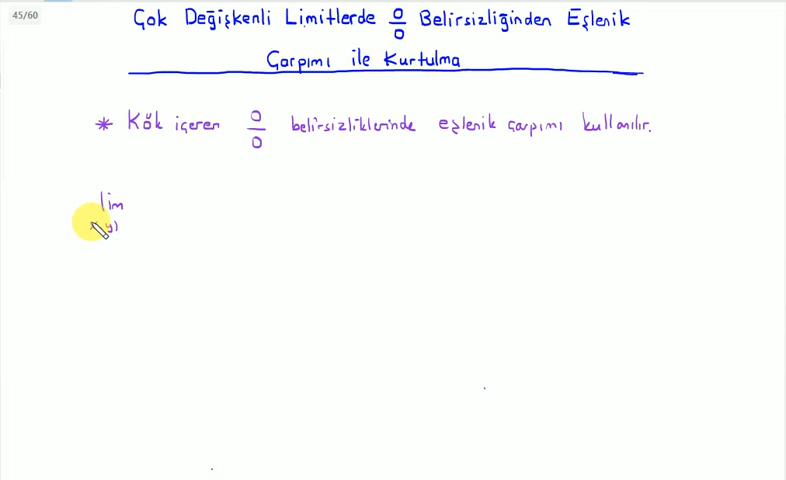 45/60
Çok Değişkenli Limitlerde 0/0 Belirsizliğinden Eşlenik
Çarpımı ile Kurtulma
* Kök içeren 0/0 belirsizliklerinde eşlenik çarpımı kullanılır.
lim
y)